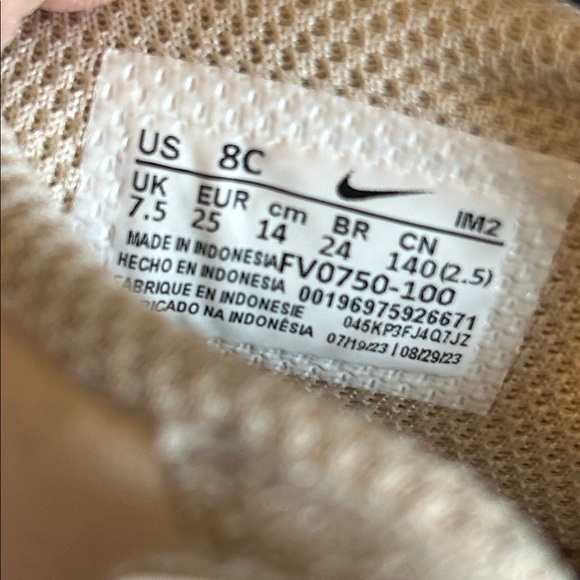 US 8C
IM2
UK EUR cm BR CN
7.5 25 14 24 140(2.5)
MADE IN INDONESIA FV0750-100
HECHO EN INDONESIA 00196975926671
FABRIQUE EN INDONESIE 045KP3FJ4Q7JZ
RICADO NA INDONÉSIA 07/19/23 | 08/29/23